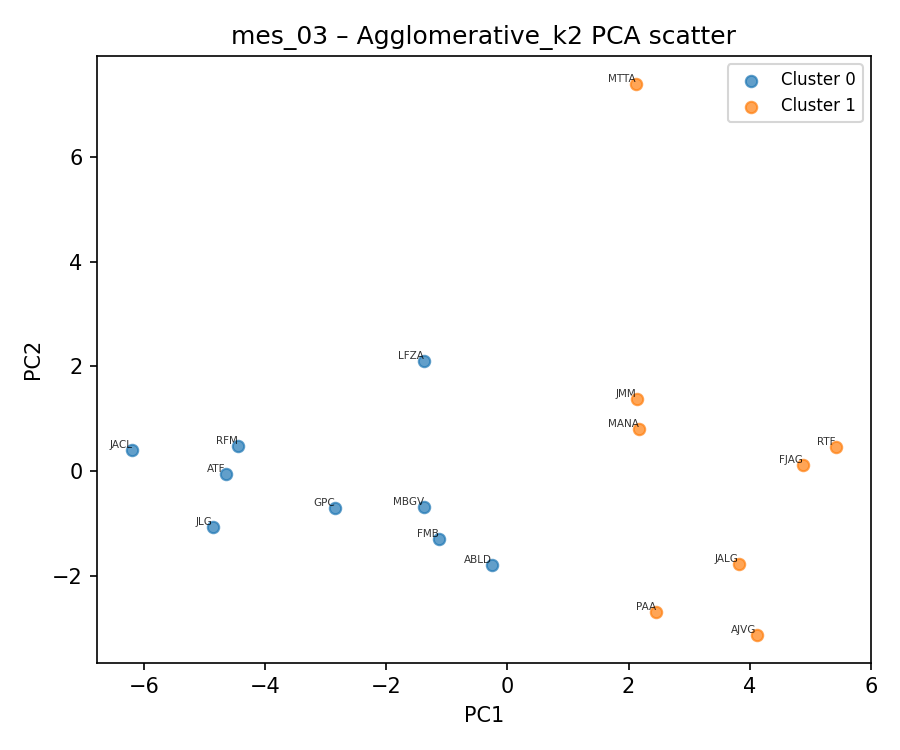 mes_03 – Agglomerative_k2 PCA scatter
Cluster 0
Cluster 1
MTTA
LFZA
JMM
MANA
RTF
FJAG
JACL
RFM
ATF
JLG
GPC
MBGV
FMB
ABLD
JALG
PAA
AJVG
6
4
2
0
−2
PC2
−6 −4 −2 0 2 4 6
PC1